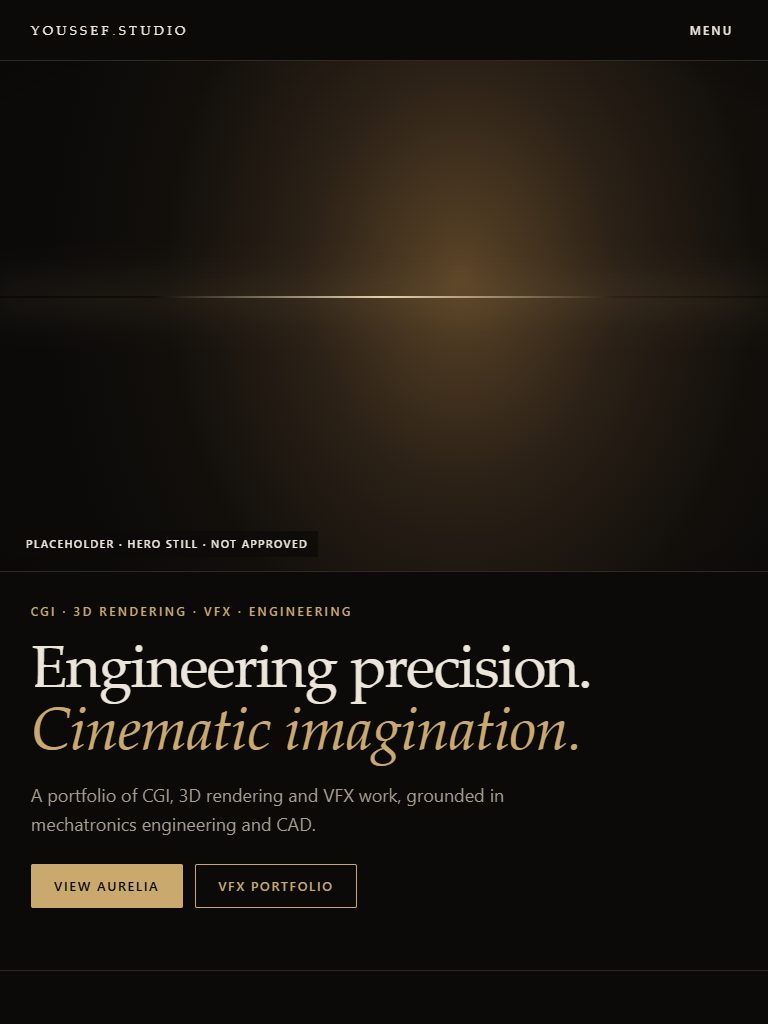 YOUSSEF.STUDIO
MENU
PLACEHOLDER · HERO STILL · NOT APPROVED
CGI · 3D RENDERING · VFX · ENGINEERING
Engineering precision.
Cinematic imagination.
A portfolio of CGI, 3D rendering and VFX work, grounded in
mechatronics engineering and CAD.
VIEW AURELIA
VFX PORTFOLIO